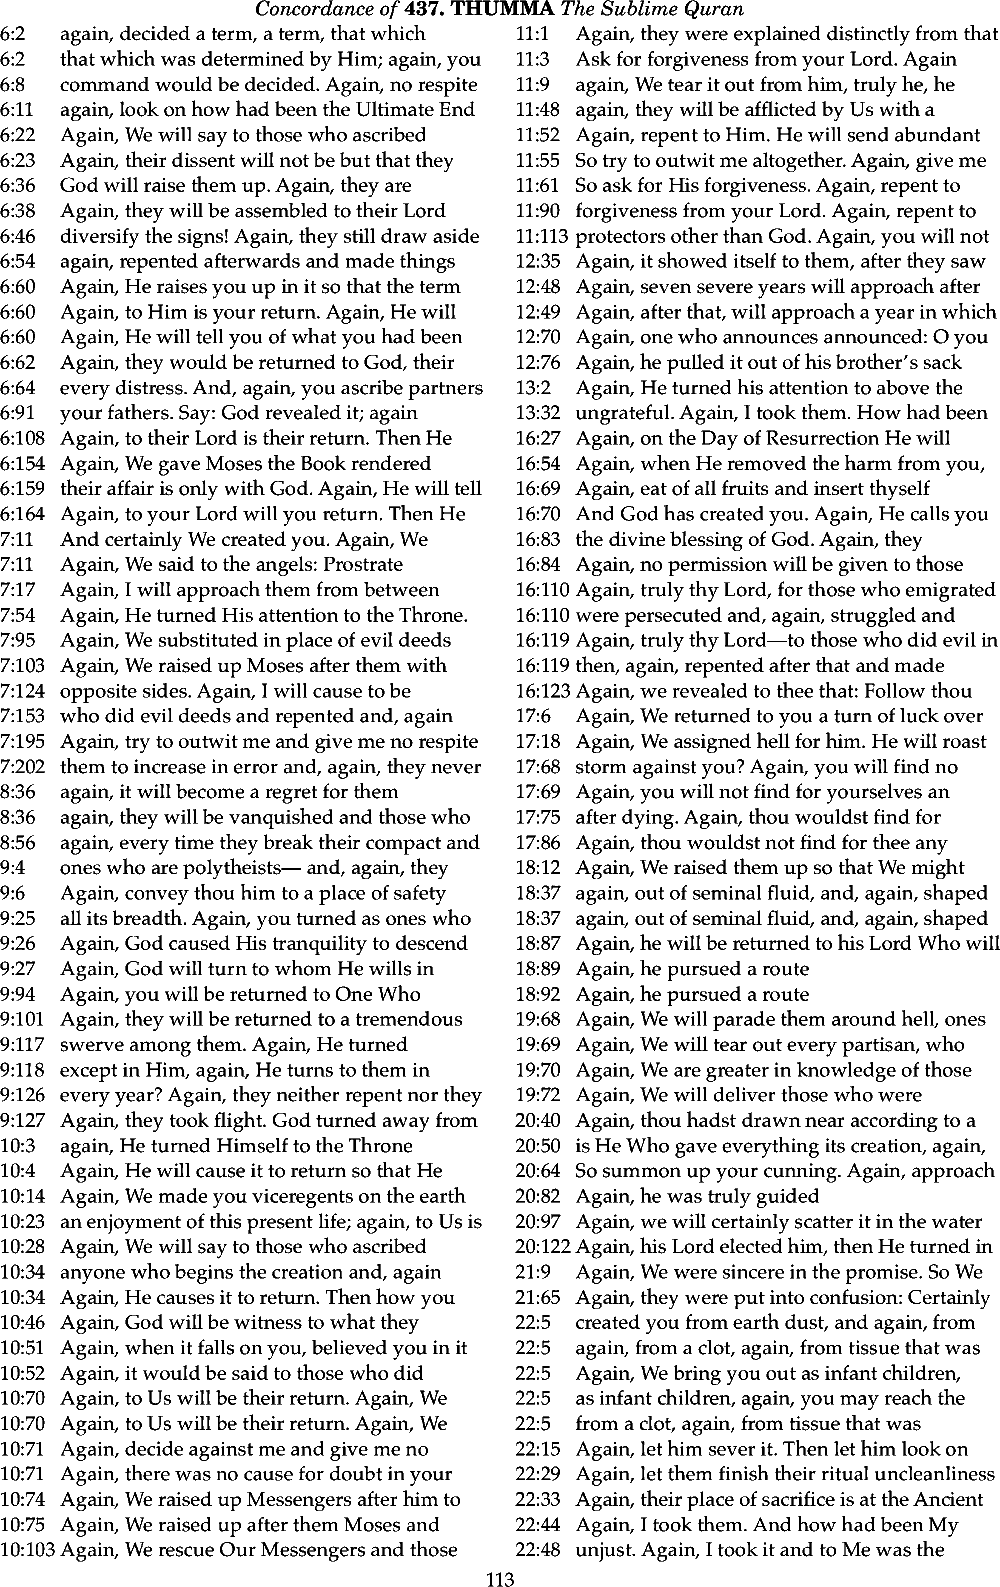 Concordance of 437. THUMMA The Sublime Quran
6:2 again, decided a term, a term, that which
6:2 that which was determined by Him; again, you
6:8 command would be decided. Again, no respite
6:11 again, look on how had been the Ultimate End
6:22 Again, We will say to those who ascribed
6:23 Again, their dissent will not be but that they
6:36 God will raise them up. Again, they are
6:38 Again, they will be assembled to their Lord
6:46 diversify the signs! Again, they still draw aside
6:54 again, repented afterwards and made things
6:60 Again, He raises you up in it so that the term
6:60 Again, to Him is your return. Again, He will
6:60 Again, He will tell you of what you had been
6:62 Again, they would be returned to God, their
6:64 every distress. And, again, you ascribe partners
6:91 your fathers. Say: God revealed it; again
6:108 Again, to their Lord is their return. Then He
6:154 Again, We gave Moses the Book rendered
6:159 their affair is only with God. Again, He will tell
6:164 Again, to your Lord will you return. Then He
7:11 And certainly We created you. Again, We
7:11 Again, We said to the angels: Prostrate
7:17 Again, I will approach them from between
7:54 Again, He turned His attention to the Throne.
7:95 Again, We substituted in place of evil deeds
7:103 Again, We raised up Moses after them with
7:124 opposite sides. Again, I will cause to be
7:153 who did evil deeds and repented and, again
7:195 Again, try to outwit me and give me no respite
7:202 them to increase in error and, again, they never
8:36 again, it will become a regret for them
8:36 again, they will be vanquished and those who
8:56 again, every time they break their compact and
9:4 ones who are polytheists— and, again, they
9:6 Again, convey thou him to a place of safety
9:25 all its breadth. Again, you turned as ones who
9:26 Again, God caused His tranquility to descend
9:27 Again, God will turn to whom He wills in
9:94 Again, you will be returned to One Who
9:101 Again, they will be returned to a tremendous
9:117 swerve among them. Again, He turned
9:118 except in Him, again, He turns to them in
9:126 every year? Again, they neither repent nor they
9:127 Again, they took flight. God turned away from
10:3 again, He turned Himself to the Throne
10:4 Again, He will cause it to return so that He
10:14 Again, We made you viceregents on the earth
10:23 an enjoyment of this present life; again, to Us is
10:28 Again, We will say to those who ascribed
10:34 anyone who begins the creation and, again
10:34 Again, He causes it to return. Then how you
10:46 Again, God will be witness to what they
10:51 Again, when it falls on you, believed you in it
10:52 Again, it would be said to those who did
10:70 Again, to Us will be their return. Again, We
10:70 Again, to Us will be their return. Again, We
10:71 Again, decide against me and give me no
10:71 Again, there was no cause for doubt in your
10:74 Again, We raised up Messengers after him to
10:75 Again, We raised up after them Moses and
10:103 Again, We rescue Our Messengers and those
11:1 Again, they were explained distinctly from that
11:3 Ask for forgiveness from your Lord. Again
11:9 again, We tear it out from him, truly he, he
11:48 again, they will be afflicted by Us with a
11:52 Again, repent to Him. He will send abundant
11:55 So try to outwit me altogether. Again, give me
11:61 So ask for His forgiveness. Again, repent to
11:90 forgiveness from your Lord. Again, repent to
11:113 protectors other than God. Again, you will not
12:35 Again, it showed itself to them, after they saw
12:48 Again, seven severe years will approach after
12:49 Again, after that, will approach a year in which
12:70 Again, one who announces announced: O you
12:76 Again, he pulled it out of his brother's sack
13:2 Again, He turned his attention to above the
13:32 ungrateful. Again, I took them. How had been
16:27 Again, on the Day of Resurrection He will
16:54 Again, when He removed the harm from you,
16:69 Again, eat of all fruits and insert thyself
16:70 And God has created you. Again, He calls you
16:83 the divine blessing of God. Again, they
16:84 Again, no permission will be given to those
16:110 Again, truly thy Lord, for those who emigrated
16:110 were persecuted and, again, struggled and
16:119 Again, truly thy Lord—to those who did evil in
16:119 then, again, repented after that and made
16:123 Again, we revealed to thee that: Follow thou
17:6 Again, We returned to you a turn of luck over
17:18 Again, We assigned hell for him. He will roast
17:68 storm against you? Again, you will find no
17:69 Again, you will not find for yourselves an
17:75 after dying. Again, thou wouldst find for
17:86 Again, thou wouldst not find for thee any
18:12 Again, We raised them up so that We might
18:37 again, out of seminal fluid, and, again, shaped
18:37 again, out of seminal fluid, and, again, shaped
18:87 Again, he will be returned to his Lord Who will
18:89 Again, he pursued a route
18:92 Again, he pursued a route
19:68 Again, We will parade them around hell, ones
19:69 Again, We will tear out every partisan, who
19:70 Again, We are greater in knowledge of those
19:72 Again, We will deliver those who were
20:40 Again, thou hadst drawn near according to a
20:50 is He Who gave everything its creation, again,
20:64 So summon up your cunning. Again, approach
20:82 Again, he was truly guided
20:97 Again, we will certainly scatter it in the water
20:122 Again, his Lord elected him, then He turned in
21:9 Again, We were sincere in the promise. So We
21:65 Again, they were put into confusion: Certainly
22:5 created you from earth dust, and again, from
22:5 again, from a clot, again, from tissue that was
22:5 Again, We bring you out as infant children,
22:5 as infant children, again, you may reach the
22:5 from a clot, again, from tissue that was
22:15 Again, let him sever it. Then let him look on
22:29 Again, let them finish their ritual uncleanliness
22:33 Again, their place of sacrifice is at the Ancient
22:44 Again, I took them. And how had been My
22:48 unjust. Again, I took it and to Me was the
113